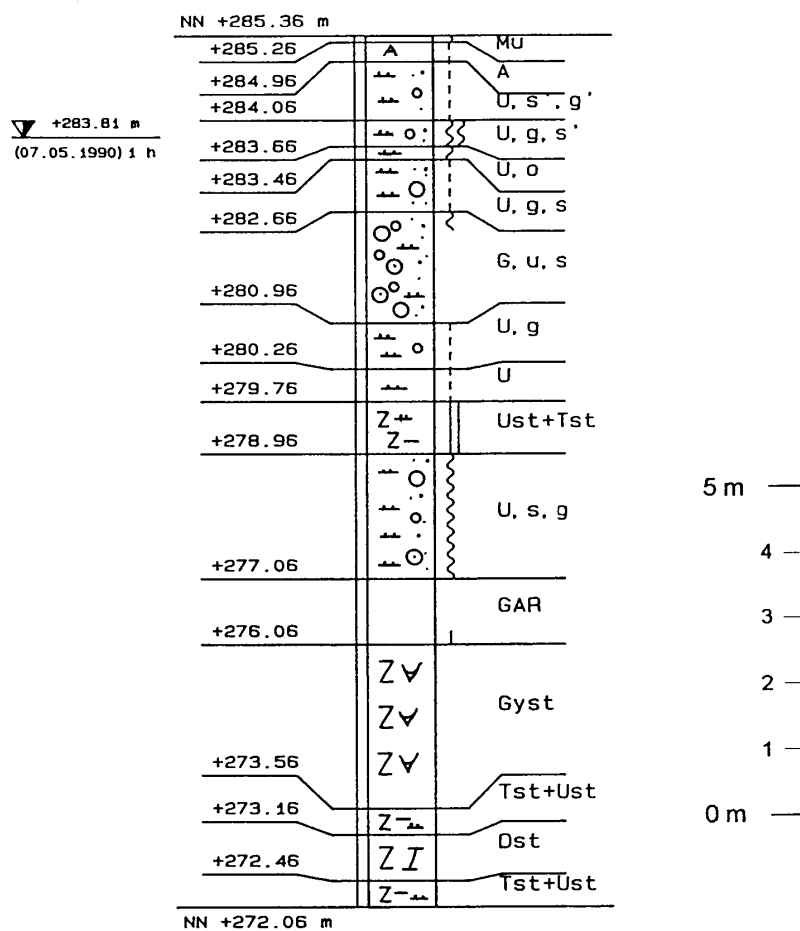 NN +285.36 m
+285.26
A
Mu
+284.96
A
+284.06
U, s', g'
+283.81 m
(07.05.1990) 1 h
U, g, s'
+283.66
U, o
+283.46
U, g, s
+282.66
G, u, s
+280.96
U, g
+280.26
U
+279.76
Z
Ust+Tst
Z
+278.96
5 m
U, s, g
4
+277.06
GAR
3
+276.06
Z
2
Gyst
Z
1
Z
+273.56
Tst+Ust
+273.16
0 m
Z
Dst
Z I
+272.46
Tst+Ust
Z
NN +272.06 m